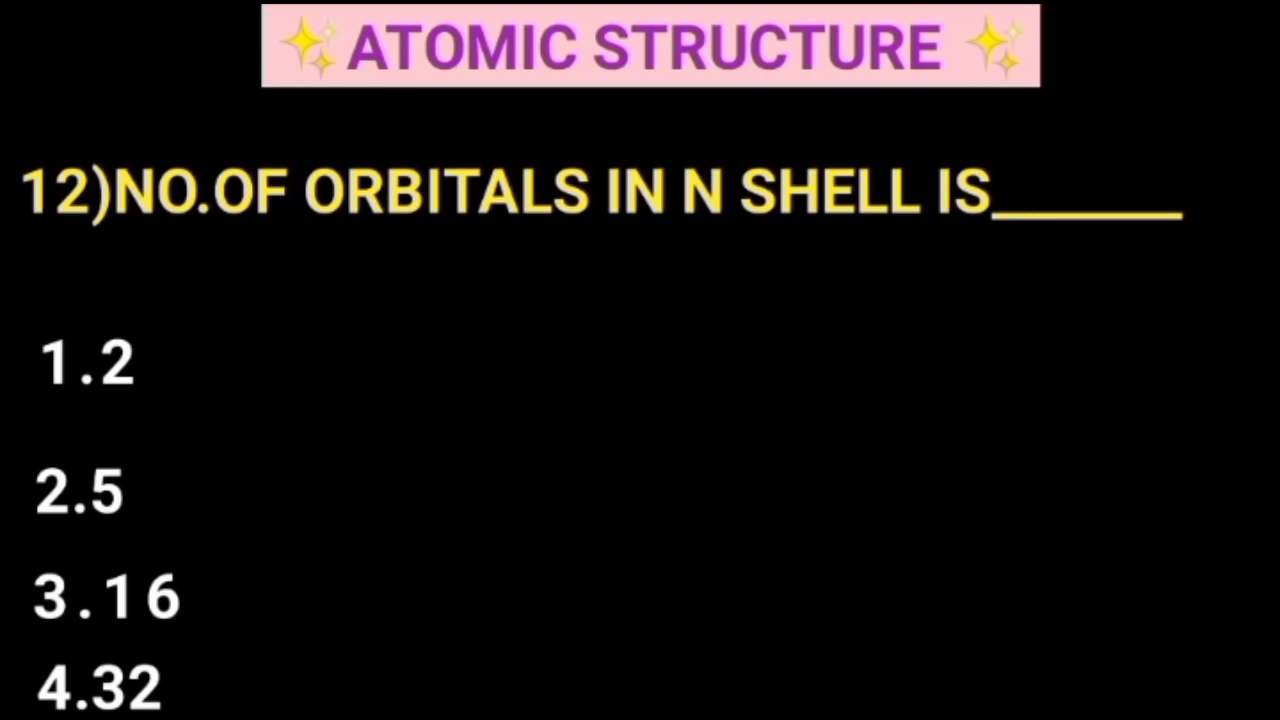 ✨ATOMIC STRUCTURE ✨
12)NO.OF ORBITALS IN N SHELL IS______
1.2
2.5
3.16
4.32